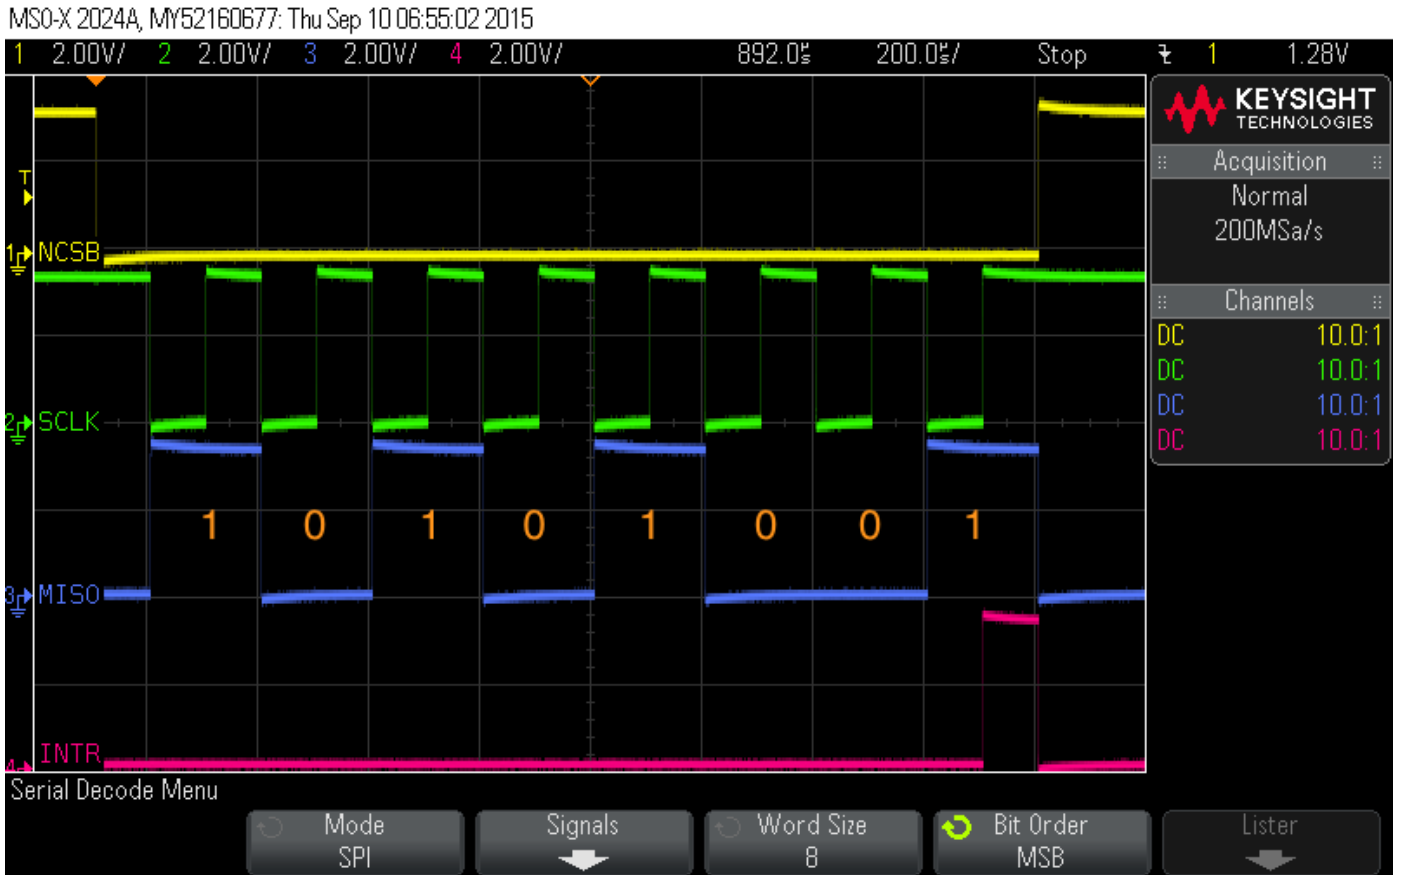 MSO-X 2024A, MY52160677: Thu Sep 10 06:55:02 2015
1 2.00V/ 2 2.00V/ 3 2.00V/ 4 2.00V/ 892.0us 200.0us/ Stop 1 1.28V
KEYSIGHT
TECHNOLOGIES
Acquisition
Normal
200MSa/s
Channels
DC 10.0:1
DC 10.0:1
DC 10.0:1
DC 10.0:1
T
1 NCSB
2 SCLK
1 0 1 0 1 0 0 1
3 MISO
4 INTR
Serial Decode Menu
Mode
SPI
Signals
Word Size
8
Bit Order
MSB
Lister